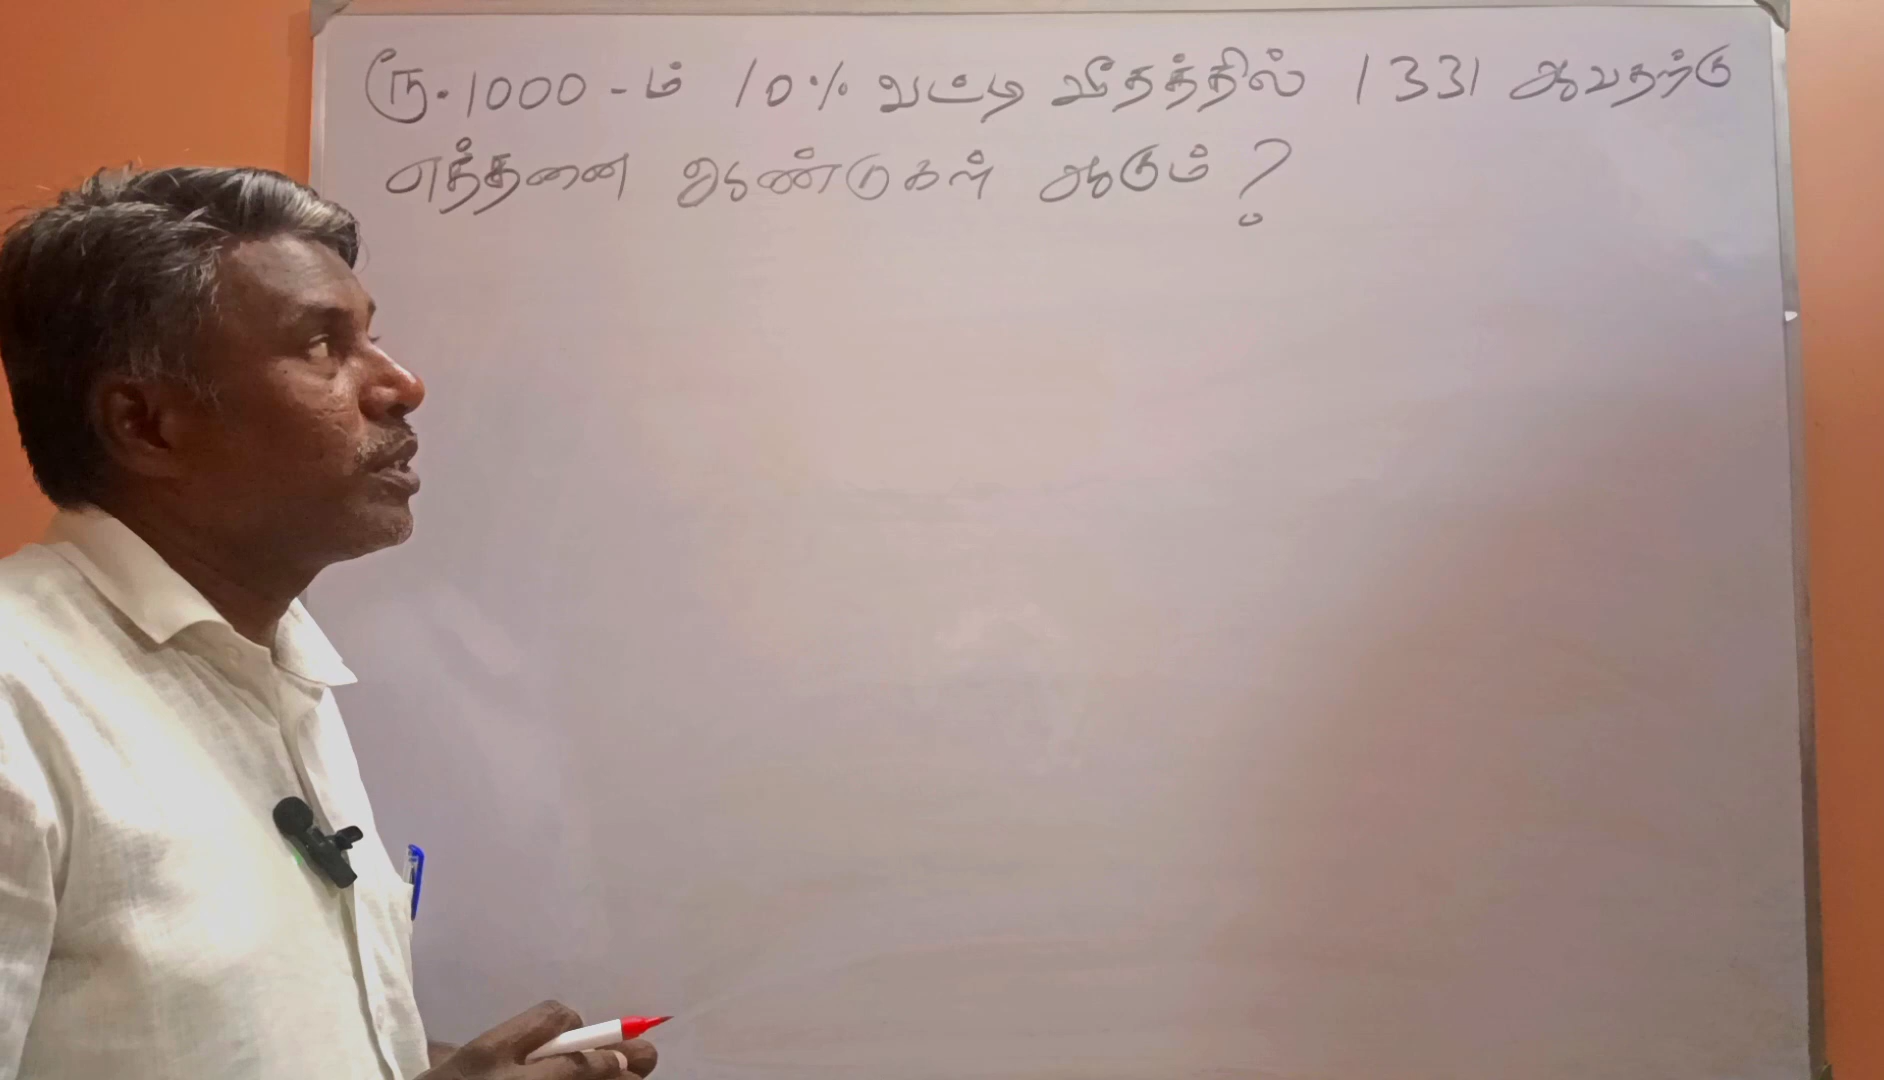 ரூ.1000-ம் 10% வட்டி வீதத்தில் 1331 ஆவதற்கு
எத்தனை ஆண்டுகள் ஆகும்?